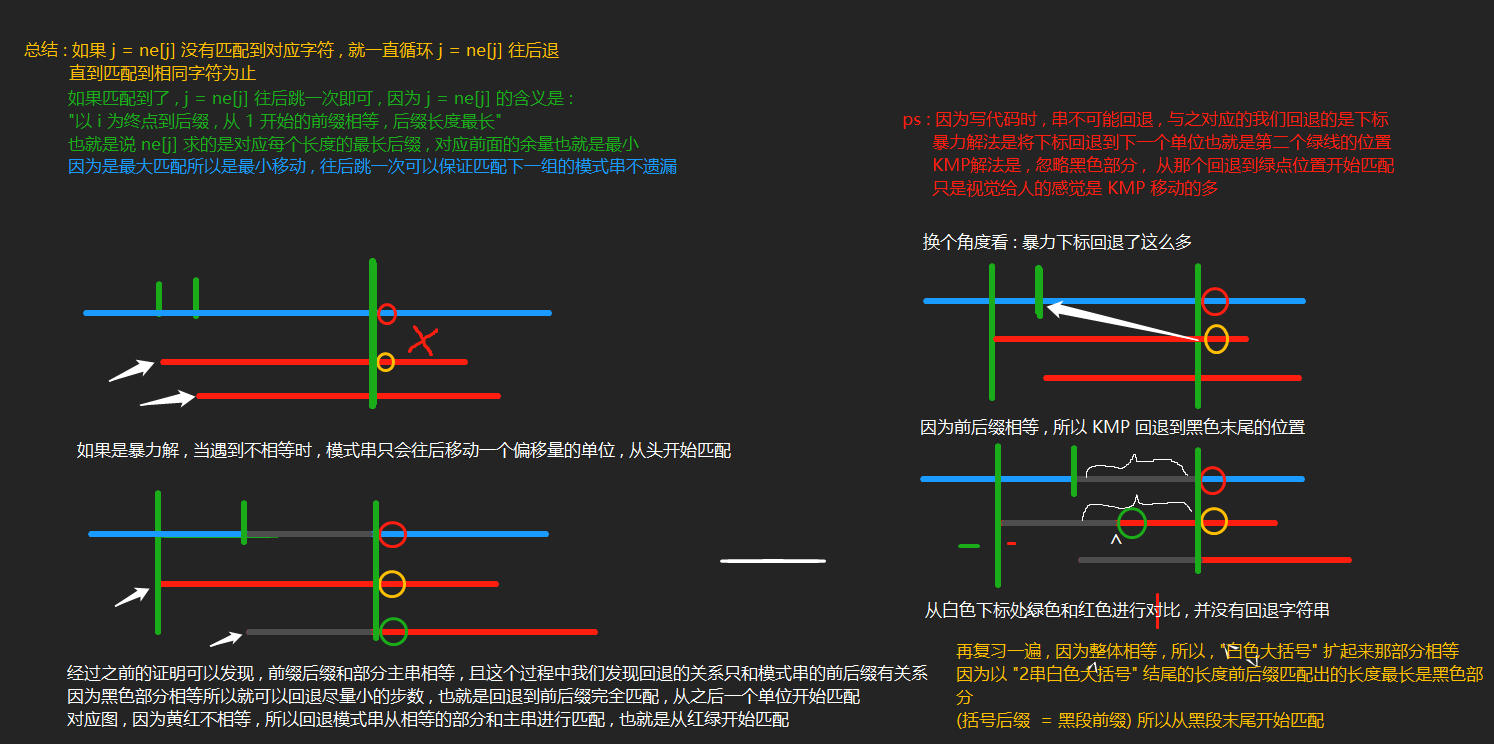 总结 : 如果 j = ne[j] 没有匹配到对应字符 , 就一直循环 j = ne[j] 往后退
直到匹配到相同字符为止
如果匹配到了 , j = ne[j] 往后跳一次即可 , 因为 j = ne[j] 的含义是 :
"以 i 为终点到后缀 , 从 1 开始的前缀相等 , 后缀长度最长"
也就是说 ne[j] 求的是对应每个长度的最长后缀 , 对应前面的余量也就是最小
因为是最大匹配所以是最小移动 , 往后跳一次可以保证匹配下一组的模式串不遗漏
如果是暴力解 , 当遇到不相等时 , 模式串只会往后移动一个偏移量的单位 , 从头开始匹配
经过之前的证明可以发现 , 前缀后缀和部分主串相等 , 且这个过程中我们发现回退的关系只和模式串的前后缀有关系
因为黑色部分相等所以就可以回退尽量小的步数 , 也就是回退到前后缀完全匹配 , 从之后一个单位开始匹配
对应图 , 因为黄红不相等 , 所以回退模式串从相等的部分和主串进行匹配 , 也就是从红绿开始匹配
ps : 因为写代码时 , 串不可能回退 , 与之对应的我们回退的是下标
暴力解法是将下标回退到下一个单位也就是第二个绿线的位置
KMP解法是 , 忽略黑色部分 , 从那个回退到绿点位置开始匹配
只是视觉给人的感觉是 KMP 移动的多
换个角度看 : 暴力下标回退了这么多
因为前后缀相等 , 所以 KMP 回退到黑色末尾的位置
从白色下标处绿色和红色进行对比 , 并没有回退字符串
再复习一遍 , 因为整体相等 , 所以 , "白色大括号" 扩起来那部分相等
因为以 "2串白色大括号" 结尾的长度前后缀匹配出的长度最长是黑色部
分
(括号后缀 = 黑段前缀) 所以从黑段末尾开始匹配